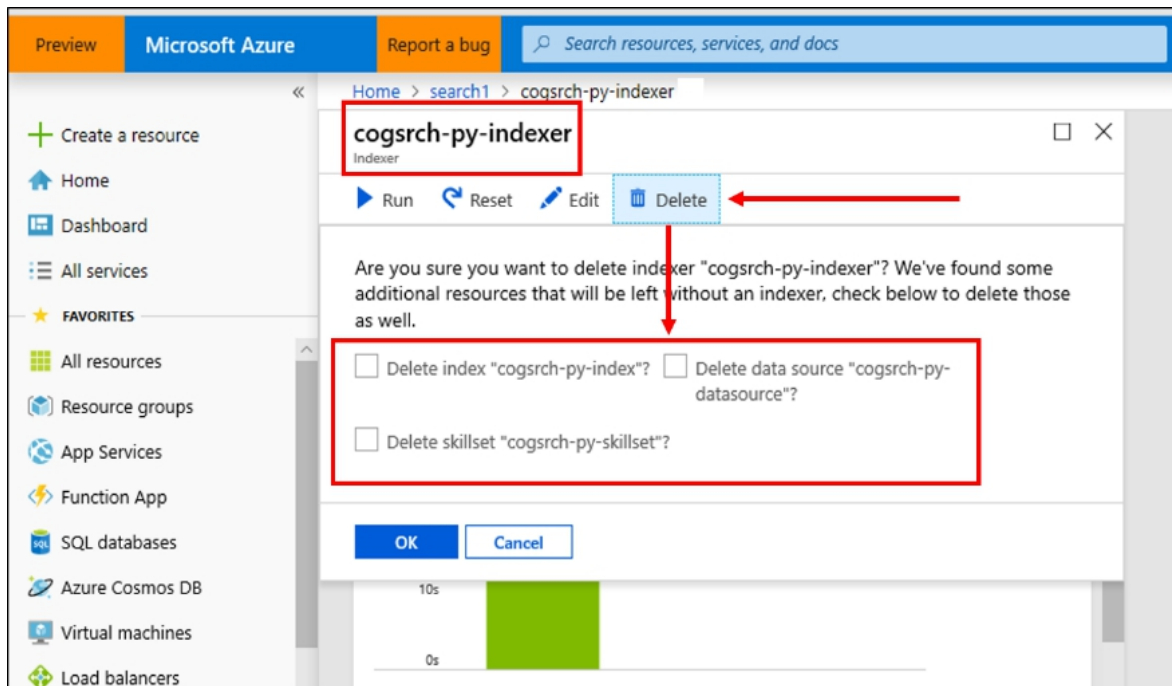 Preview
Microsoft Azure
Report a bug
Search resources, services, and docs
«
Home > search1 > cogsrch-py-indexer
cogsrch-py-indexer
Indexer
Run
Reset
Edit
Delete
Create a resource
Home
Dashboard
All services
FAVORITES
All resources
Resource groups
App Services
Function App
SQL databases
Azure Cosmos DB
Virtual machines
Load balancers
Are you sure you want to delete indexer "cogsrch-py-indexer"? We've found some
additional resources that will be left without an indexer, check below to delete those
as well.
Delete index "cogsrch-py-index"?
Delete data source "cogsrch-py-
datasource"?
Delete skillset "cogsrch-py-skillset"?
OK
Cancel
10s
0s